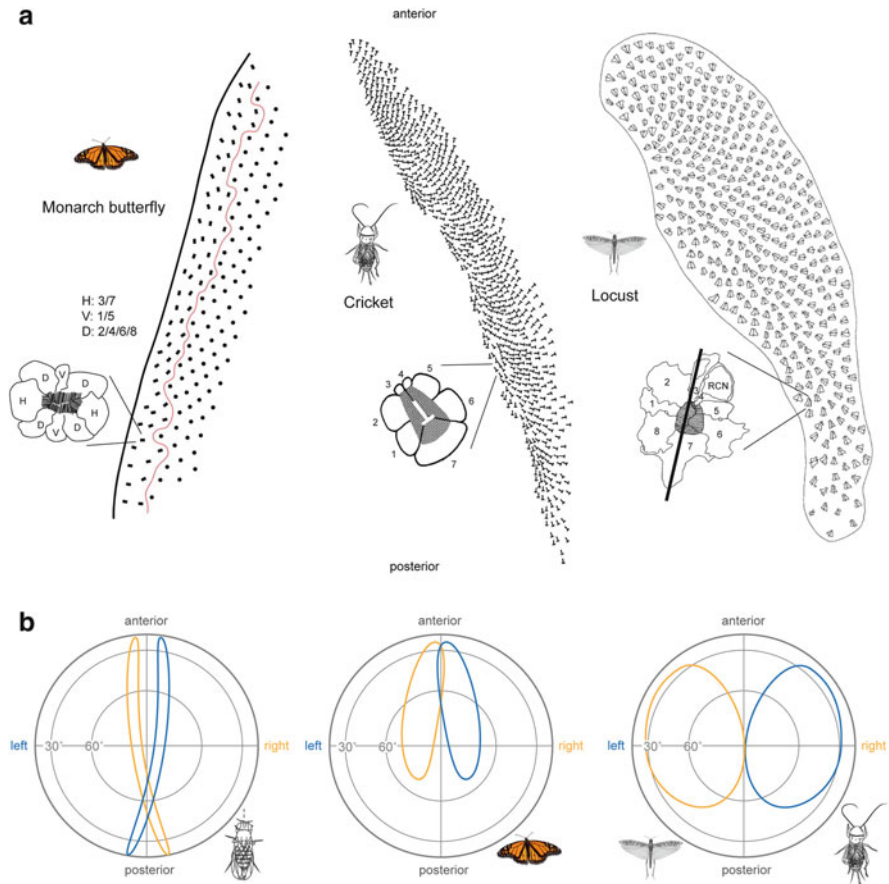 a
anterior
Monarch butterfly
H: 3/7
V: 1/5
D: 2/4/6/8
D
V
D
H
H
D
V
D
Cricket
3
4
5
2
6
1
7
Locust
2
3
RCN
1
5
8
7
6
posterior
b
anterior
left
30°
60°
right
posterior
anterior
left
30°
60°
right
posterior
anterior
left
30°
60°
right
posterior